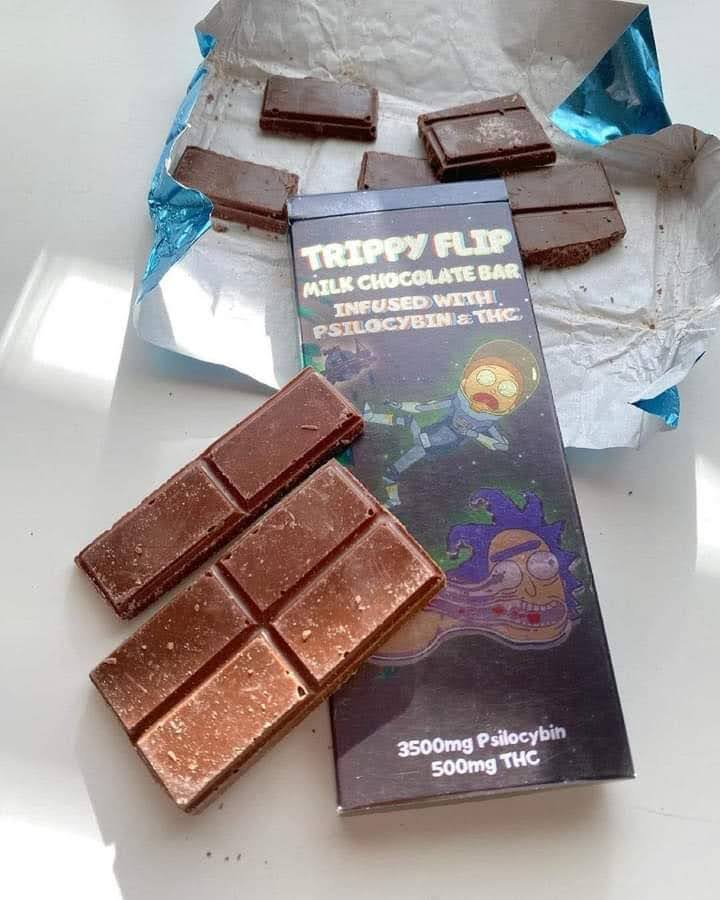 TRIPPY FLIP
MILK CHOCOLATE BAR
INFUSED WITH
PSILOCYBIN & THC
3500mg Psilocybin
500mg THC